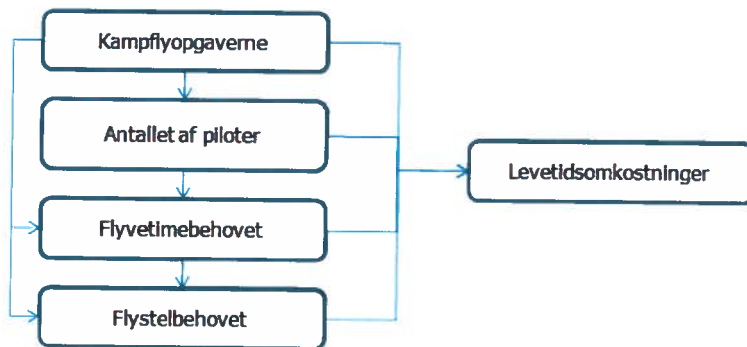 Kampflyopgaverne
Antallet af piloter
Levetidsomkostninger
Flyvetimebehovet
Flystelbehovet